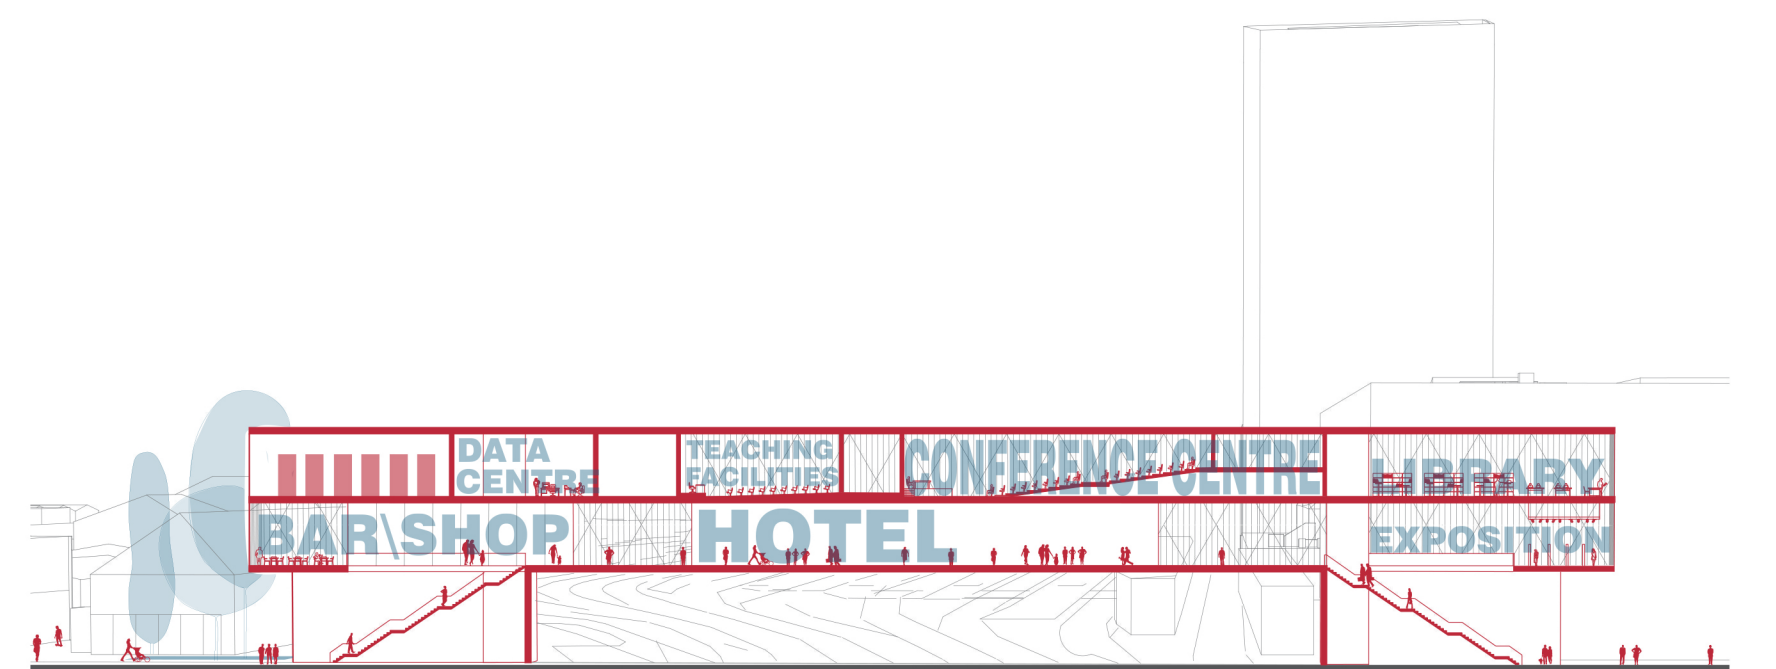 DATA
CENTRE
TEACHING
FACILITIES
CONFERENCE CENTRE
LIBRARY
BAR\SHOP
HOTEL
EXPOSITION